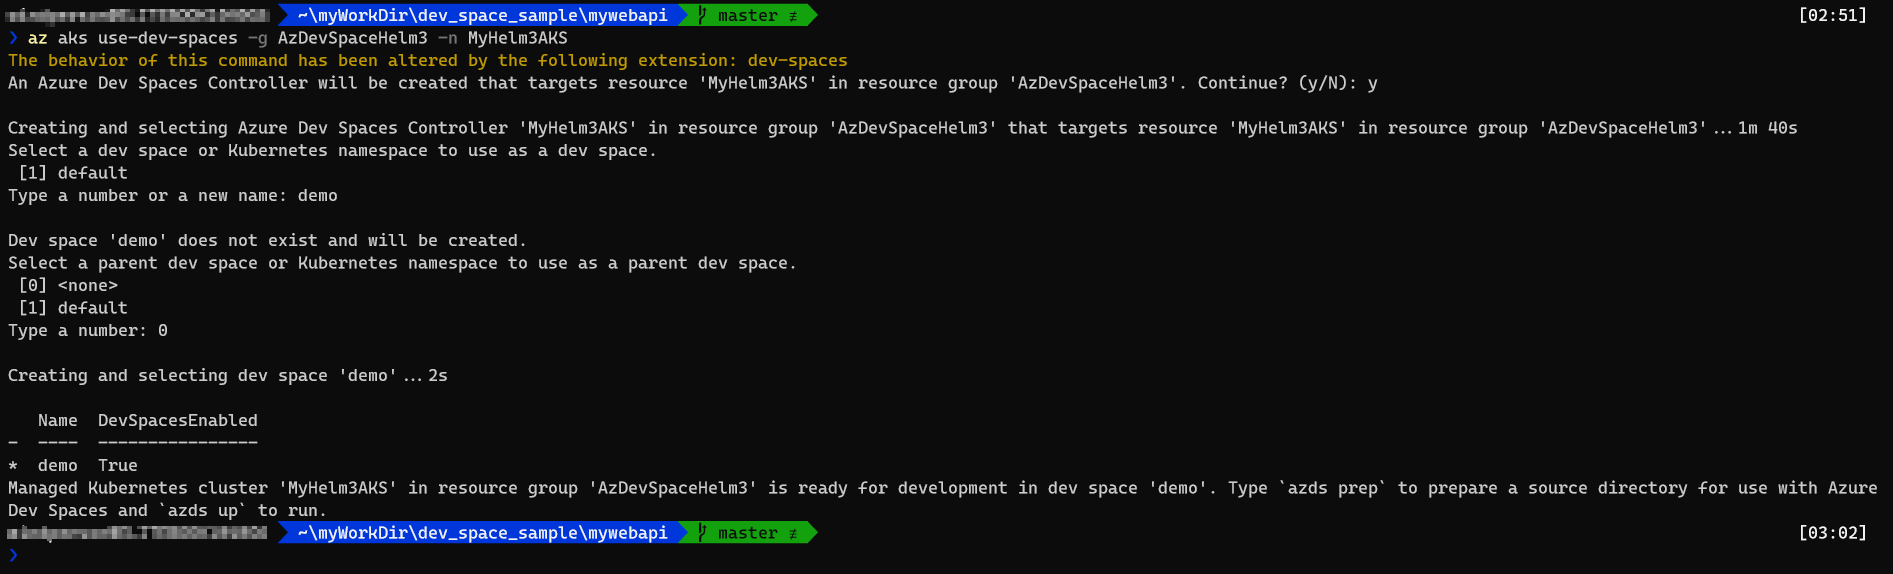 ~\myWorkDir\dev_space_sample\mywebapi master ≢ [02:51]
❯ az aks use-dev-spaces -g AzDevSpaceHelm3 -n MyHelm3AKS
The behavior of this command has been altered by the following extension: dev-spaces
An Azure Dev Spaces Controller will be created that targets resource 'MyHelm3AKS' in resource group 'AzDevSpaceHelm3'. Continue? (y/N): y
Creating and selecting Azure Dev Spaces Controller 'MyHelm3AKS' in resource group 'AzDevSpaceHelm3' that targets resource 'MyHelm3AKS' in resource group 'AzDevSpaceHelm3'...1m 40s
Select a dev space or Kubernetes namespace to use as a dev space.
[1] default
Type a number or a new name: demo
Dev space 'demo' does not exist and will be created.
Select a parent dev space or Kubernetes namespace to use as a parent dev space.
[0] <none>
[1] default
Type a number: 0
Creating and selecting dev space 'demo'...2s
Name  DevSpacesEnabled
-  ----  ----------------
*  demo  True
Managed Kubernetes cluster 'MyHelm3AKS' in resource group 'AzDevSpaceHelm3' is ready for development in dev space 'demo'. Type `azds prep` to prepare a source directory for use with Azure
Dev Spaces and `azds up` to run.
~\myWorkDir\dev_space_sample\mywebapi master ≢ [03:02]
❯